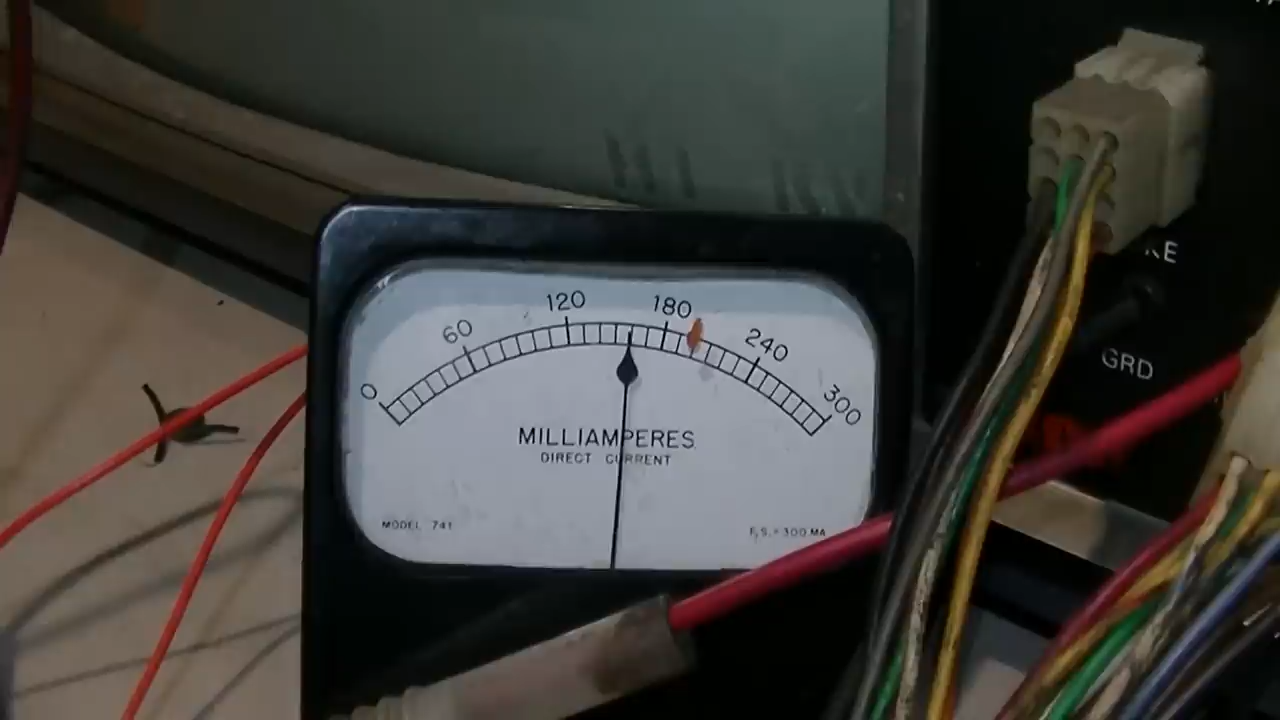 0 60 120 180 240 300
MILLIAMPERES
DIRECT CURRENT
MODEL 741
F.S.=300 MA
GRD